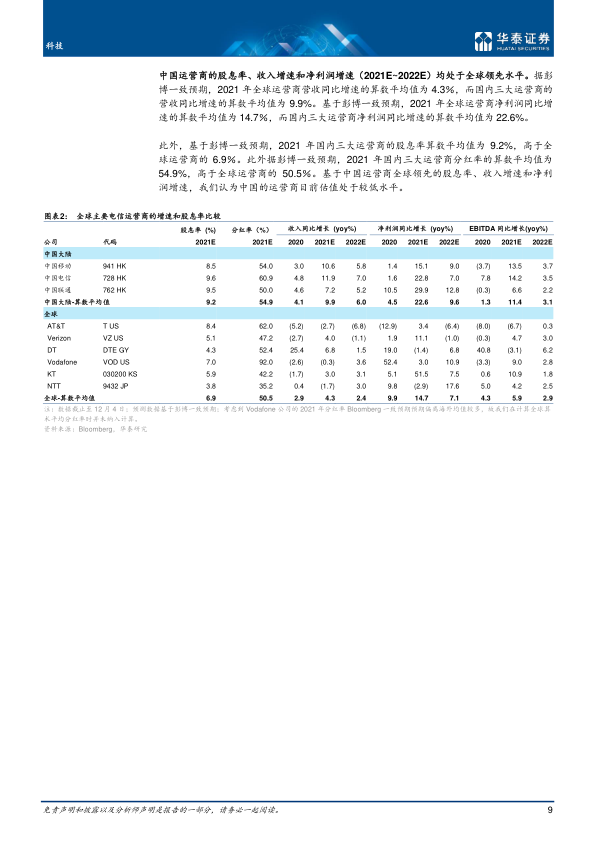 科技
华泰证券
HUATAI SECURITIES
中国运营商的股息率、收入增速和净利润增速（2021E~2022E）均处于全球领先水平。据彭
博一致预期，2021 年全球运营商营收同比增速的算数平均值为 4.3%，而国内三大运营商的
营收同比增速的算数平均值为 9.9%。基于彭博一致预期，2021 年全球运营商净利润同比增
速的算数平均值为 14.7%，而国内三大运营商净利润同比增速的算数平均值为 22.6%。
此外，基于彭博一致预期，2021 年国内三大运营商的股息率算数平均值为 9.2%，高于全
球运营商的 6.9%。此外据彭博一致预期，2021 年国内三大运营商分红率的算数平均值为
54.9%，高于全球运营商的 50.5%。基于中国运营商全球领先的股息率、收入增速和净利
润增速，我们认为中国的运营商目前估值处于较低水平。
图表2： 全球主要电信运营商的增速和股息率比较
股息率 (%) 分红率（%） 收入同比增长 (yoy%) 净利润同比增长 (yoy%) EBITDA 同比增长(yoy%)
公司 代码 2021E 2021E 2020 2021E 2022E 2020 2021E 2022E 2020 2021E 2022E
中国大陆
中国移动 941 HK 8.5 54.0 3.0 10.6 5.8 1.4 15.1 9.0 (3.7) 13.5 3.7
中国电信 728 HK 9.6 60.9 4.8 11.9 7.0 1.6 22.8 7.0 7.8 14.2 3.5
中国联通 762 HK 9.5 50.0 4.6 7.2 5.2 10.5 29.9 12.8 (0.3) 6.6 2.2
中国大陆-算数平均值 9.2 54.9 4.1 9.9 6.0 4.5 22.6 9.6 1.3 11.4 3.1
全球
AT&T T US 8.4 62.0 (5.2) (2.7) (6.8) (12.9) 3.4 (6.4) (8.0) (6.7) 0.3
Verizon VZ US 5.1 47.2 (2.7) 4.0 (1.1) 1.9 11.1 (1.0) (0.3) 4.7 3.0
DT DTE GY 4.3 52.4 25.4 6.8 1.5 19.0 (1.4) 6.8 40.8 (3.1) 6.2
Vodafone VOD US 7.0 92.0 (2.6) (0.3) 3.6 52.4 3.0 10.9 (3.3) 9.0 2.8
KT 030200 KS 5.9 42.2 (1.7) 3.0 3.1 5.1 51.5 7.5 0.6 10.9 1.8
NTT 9432 JP 3.8 35.2 0.4 (1.7) 3.0 9.8 (2.9) 17.6 5.0 4.2 2.5
全球-算数平均值 6.9 50.5 2.9 4.3 2.4 9.9 14.7 7.1 4.3 5.9 2.9
注：数据截止至 12 月 4 日；预测数据基于彭博一致预期；考虑到 Vodafone 公司的 2021 年分红率 Bloomberg 一致预期预期偏离海外均值较多，故我们在计算全球算
术平均分红率时并未纳入计算。
资料来源：Bloomberg，华泰研究
免责声明和披露以及分析师声明是报告的一部分，请务必一起阅读。
9